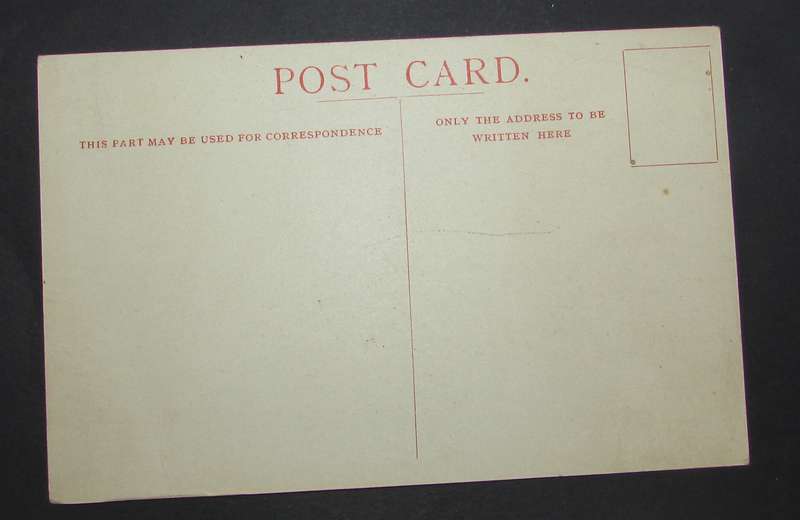 POST CARD.
THIS PART MAY BE USED FOR CORRESPONDENCE
ONLY THE ADDRESS TO BE
WRITTEN HERE